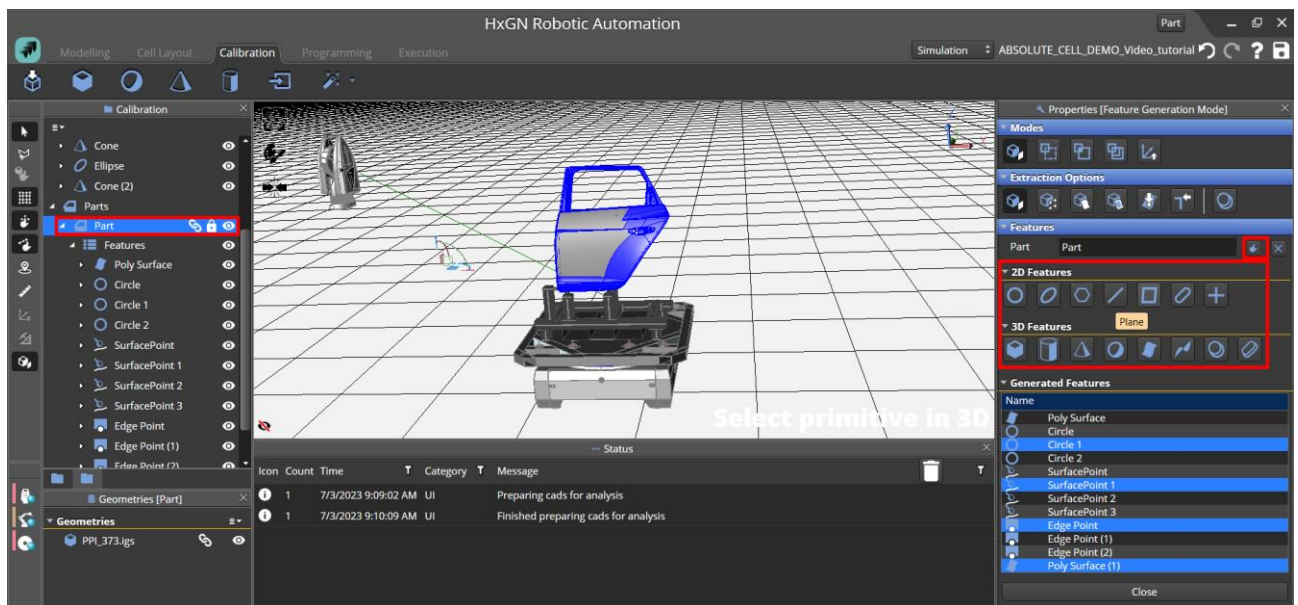 HxGN Robotic Automation
Part
Modelling Cell Layout Calibration Programming Execution
Simulation ABSOLUTE_CELL_DEMO_Video_tutorial
Calibration
Cone
Ellipse
Cone (2)
Parts
Part
Features
Poly Surface
Circle
Circle 1
Circle 2
SurfacePoint
SurfacePoint 1
SurfacePoint 2
SurfacePoint 3
Edge Point
Edge Point (1)
Edge Point (2)
Geometries [Part]
Geometries
PPI_373.igs
Select primitive in 3D
Status
Icon Count Time Category Message
1 7/3/2023 9:09:02 AM UI Preparing cads for analysis
1 7/3/2023 9:10:09 AM UI Finished preparing cads for analysis
Properties [Feature Generation Mode]
Modes
Extraction Options
Features
Part Part
2D Features
Plane
3D Features
Generated Features
Name
Poly Surface
Circle
Circle 1
Circle 2
SurfacePoint
SurfacePoint 1
SurfacePoint 2
SurfacePoint 3
Edge Point
Edge Point (1)
Edge Point (2)
Poly Surface (1)
Close